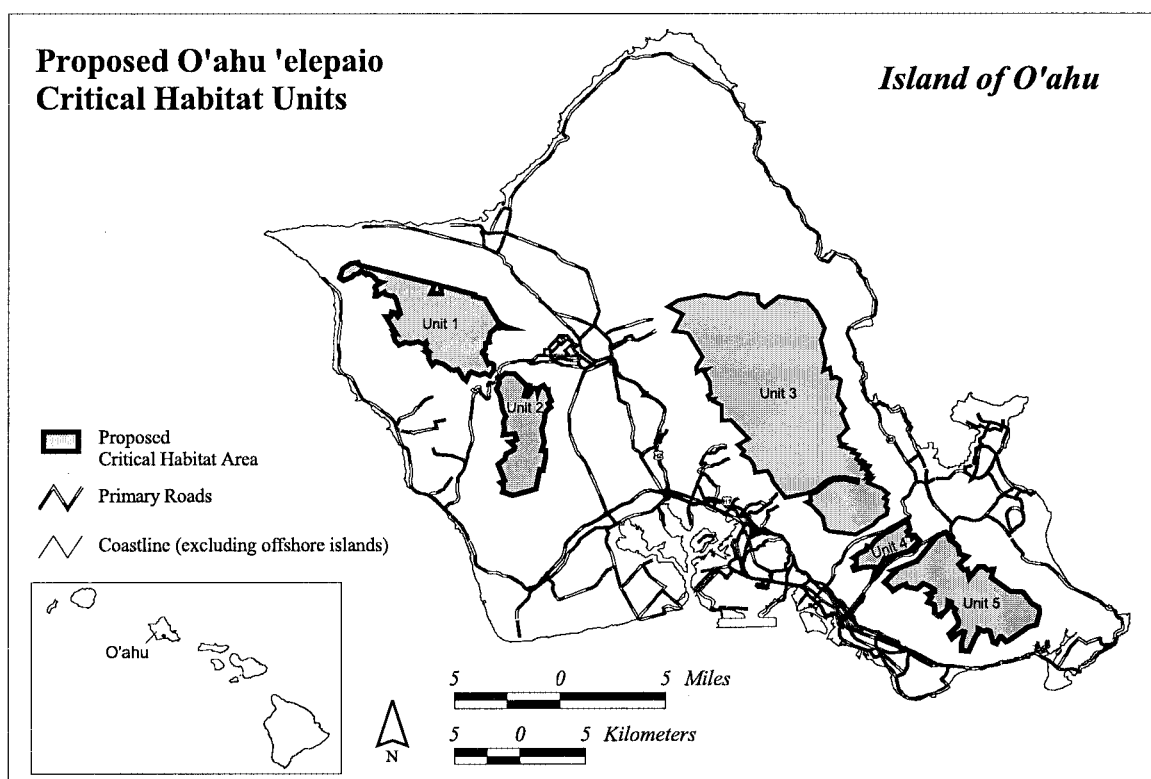 Proposed O'ahu 'elepaio
Critical Habitat Units
Island of O'ahu
Unit 1
Unit 2
Unit 3
Unit 4
Unit 5
Proposed
Critical Habitat Area
Primary Roads
Coastline (excluding offshore islands)
O'ahu
N
5 0 5 Miles
5 0 5 Kilometers